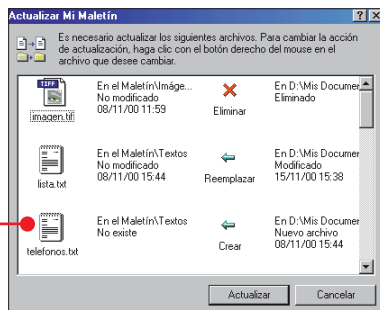 Actualizar Mi Maletín
Es necesario actualizar los siguientes archivos. Para cambiar la acción
de actualización, haga clic con el botón derecho del mouse en el
archivo que desee cambiar.
TIFF
imagen.tif
En el Maletín\Imáge...
No modificado
08/11/00 11:59
Eliminar
En D:\Mis Documen
Eliminado
lista.txt
En el Maletín\Textos
No modificado
08/11/00 15:44
Reemplazar
En D:\Mis Documen
Modificado
15/11/00 15:38
telefonos.txt
En el Maletín\Textos
No existe
Crear
En D:\Mis Documen
Nuevo archivo
08/11/00 15:44
Actualizar
Cancelar